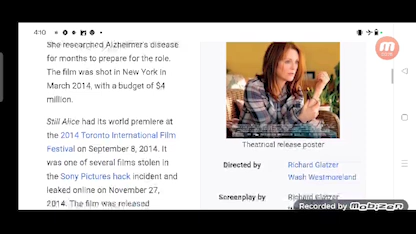 4:10
She researched Alzheimer's disease
for months to prepare for the role.
The film was shot in New York in
March 2014, with a budget of $4
million.
Still Alice had its world premiere at
the 2014 Toronto International Film
Festival on September 8, 2014. It
was one of several films stolen in
the Sony Pictures hack incident and
leaked online on November 27,
2014. The film was released
Theatrical release poster
Directed by
Richard Glatzer
Wash Westmoreland
Screenplay by
Richard Glatzer
Recorded by Mobizen